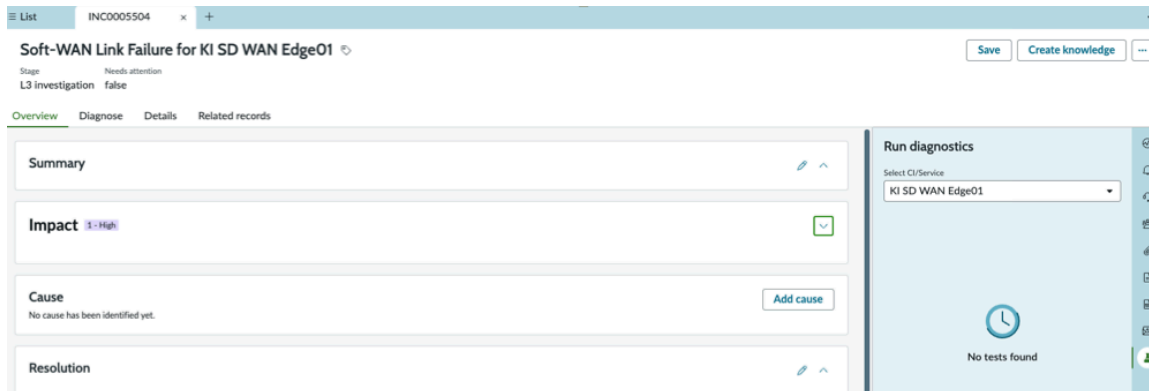 List
INC0005504 × +
Soft-WAN Link Failure for KI SD WAN Edge01
Save
Create knowledge
...
Stage Needs attention
L3 investigation false
Overview Diagnose Details Related records
Summary
Impact 1 - High
Cause
No cause has been identified yet.
Add cause
Resolution
Run diagnostics
Select CI/Service
KI SD WAN Edge01
No tests found